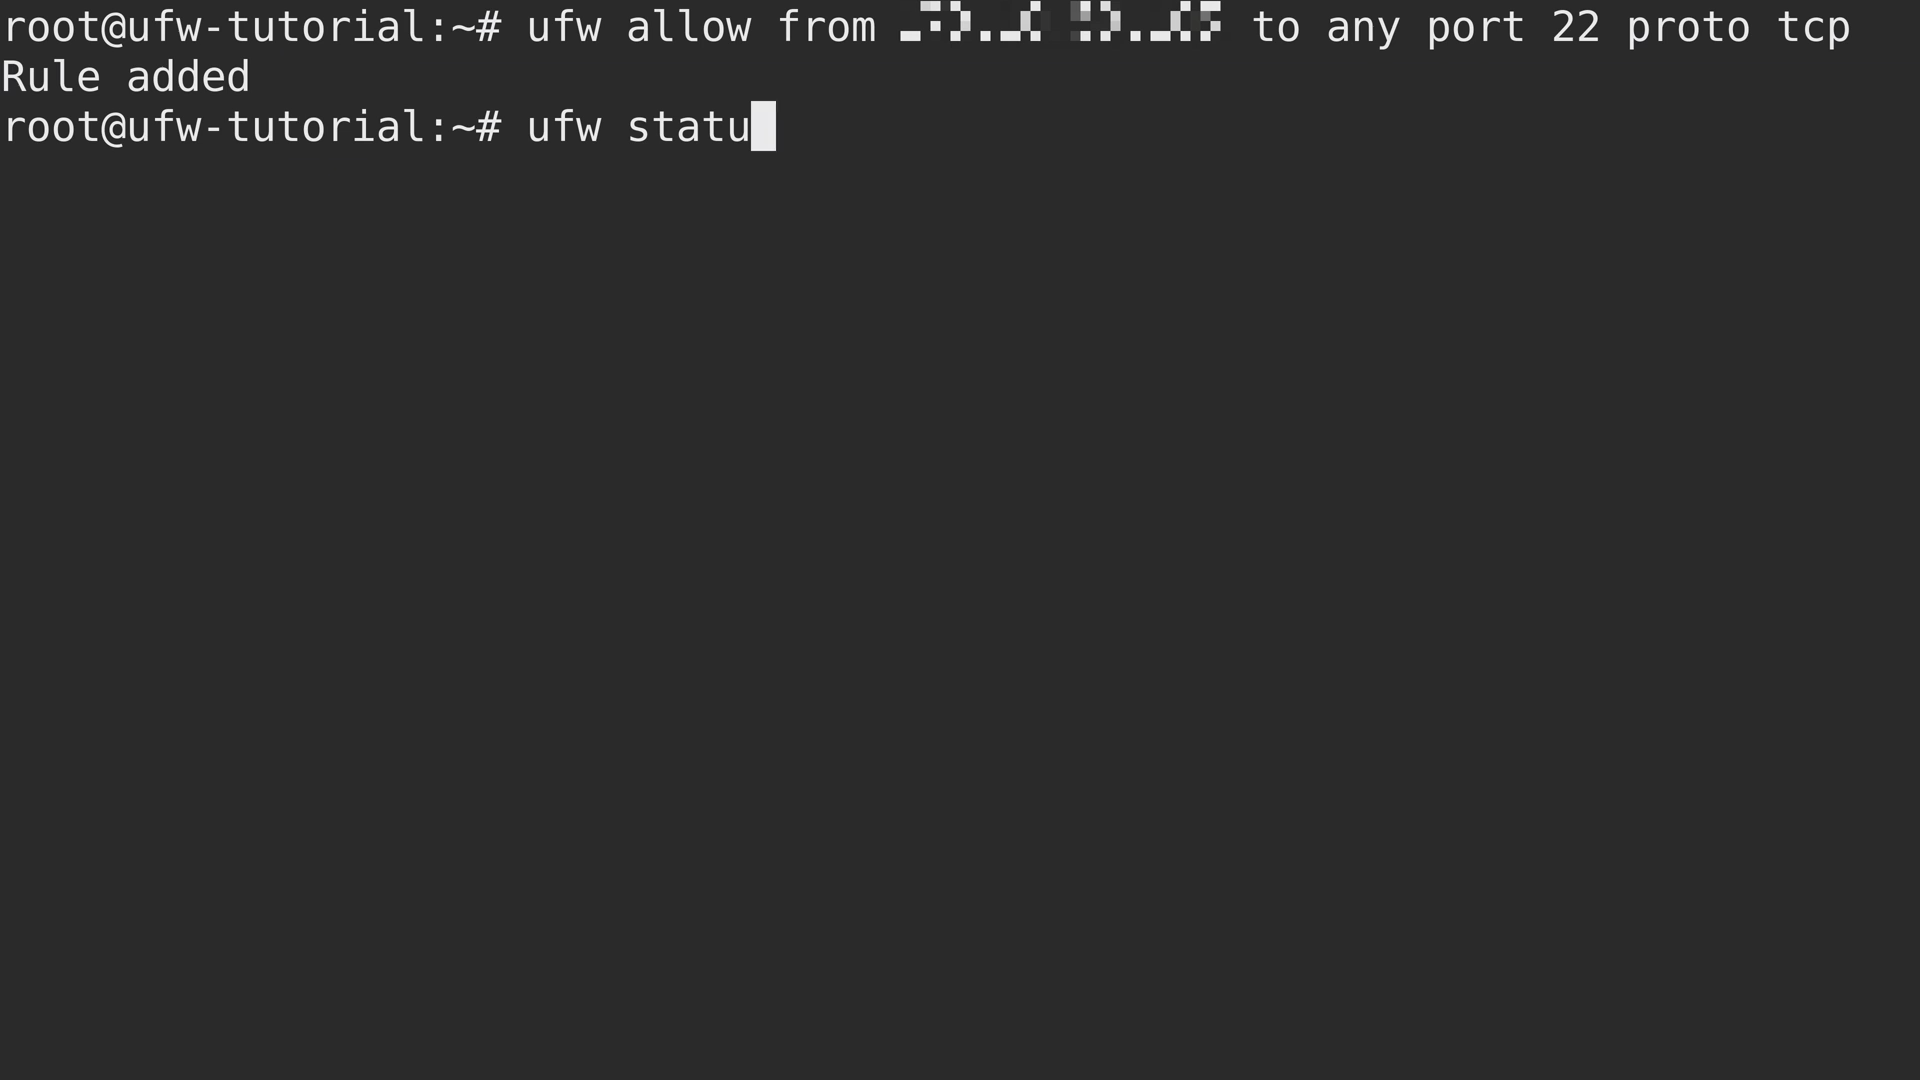 root@ufw-tutorial:~# ufw allow from to any port 22 proto tcp
Rule added
root@ufw-tutorial:~# ufw statu